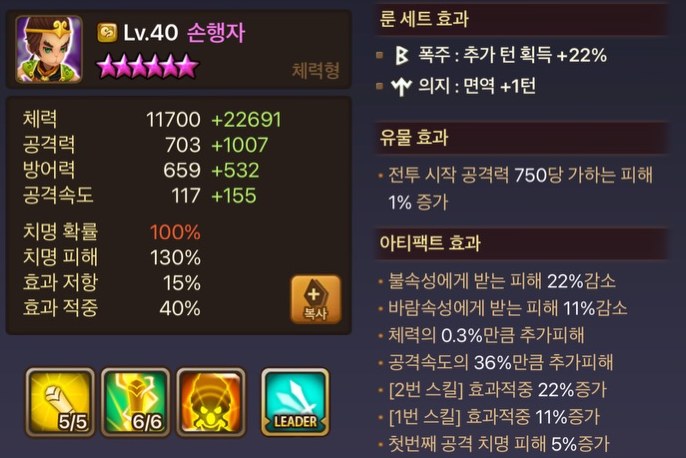 Lv.40 손행자
체력형
체력 11700 +22691
공격력 703 +1007
방어력 659 +532
공격속도 117 +155
치명 확률 100%
치명 피해 130%
효과 저항 15%
효과 적중 40%
복사
5/5
6/6
LEADER
룬 세트 효과
폭주 : 추가 턴 획득 +22%
의지 : 면역 +1턴
유물 효과
• 전투 시작 공격력 750당 가하는 피해
1% 증가
아티팩트 효과
• 불속성에게 받는 피해 22%감소
• 바람속성에게 받는 피해 11%감소
• 체력의 0.3%만큼 추가피해
• 공격속도의 36%만큼 추가피해
• [2번 스킬] 효과적중 22%증가
• [1번 스킬] 효과적중 11%증가
• 첫번째 공격 치명 피해 5%증가